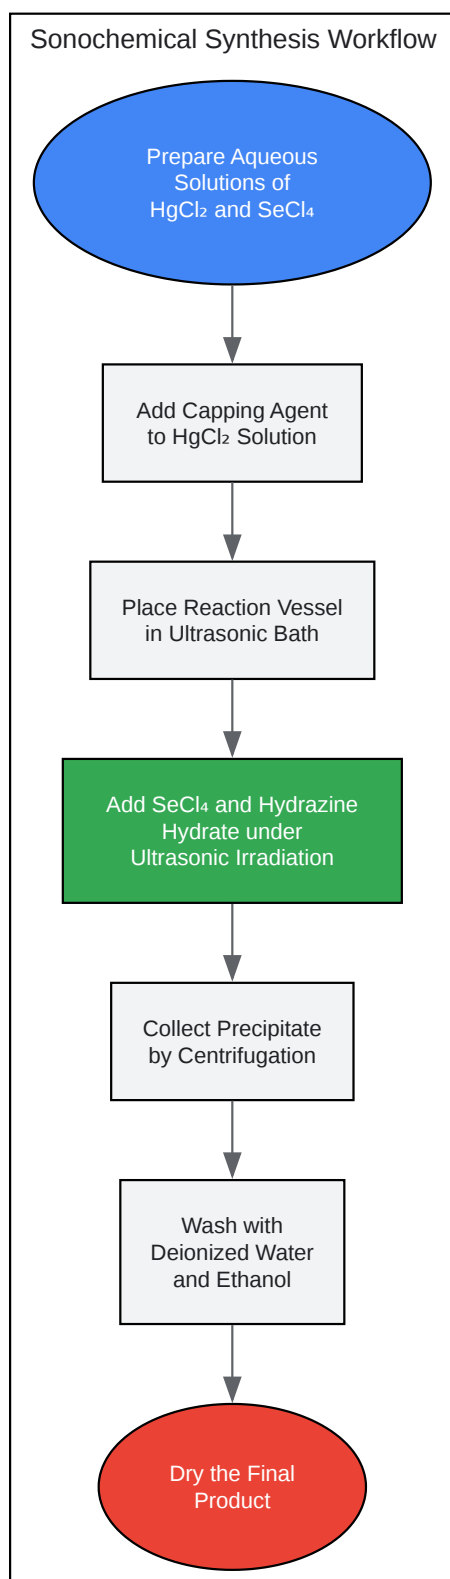 Sonochemical Synthesis Workflow
Prepare Aqueous
Solutions of
HgCl₂ and SeCl₄
Add Capping Agent
to HgCl₂ Solution
Place Reaction Vessel
in Ultrasonic Bath
Add SeCl₄ and Hydrazine
Hydrate under
Ultrasonic Irradiation
Collect Precipitate
by Centrifugation
Wash with
Deionized Water
and Ethanol
Dry the Final
Product